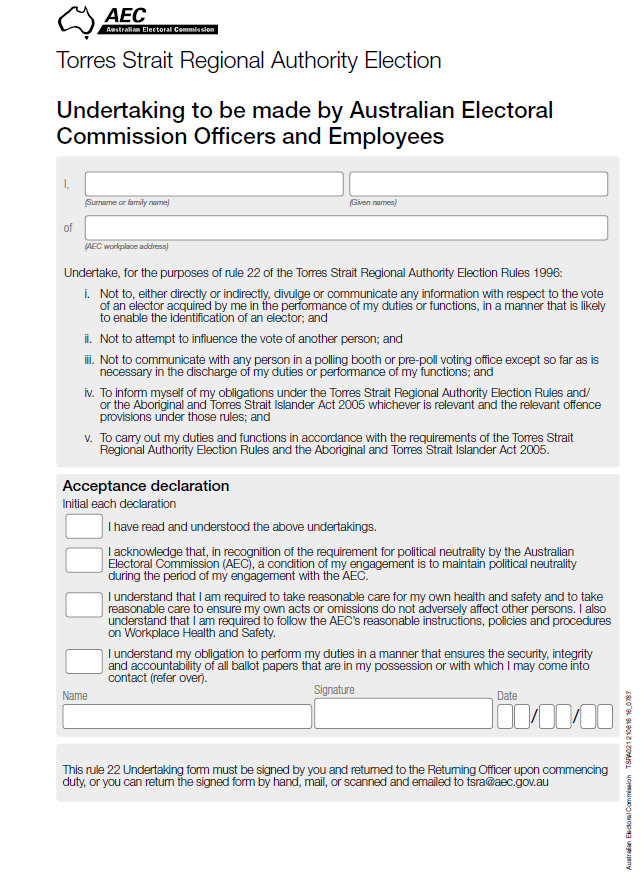 AEC
Australian Electoral Commission
Torres Strait Regional Authority Election
Undertaking to be made by Australian Electoral
Commission Officers and Employees
I,
(Surname or family name) (Given names)
of
(AEC workplace address)
Undertake, for the purposes of rule 22 of the Torres Strait Regional Authority Election Rules 1996:
i. Not to, either directly or indirectly, divulge or communicate any information with respect to the vote
of an elector acquired by me in the performance of my duties or functions, in a manner that is likely
to enable the identification of an elector; and
ii. Not to attempt to influence the vote of another person; and
iii. Not to communicate with any person in a polling booth or pre-poll voting office except so far as is
necessary in the discharge of my duties or performance of my functions; and
iv. To inform myself of my obligations under the Torres Strait Regional Authority Election Rules and/
or the Aboriginal and Torres Strait Islander Act 2005 whichever is relevant and the relevant offence
provisions under those rules; and
v. To carry out my duties and functions in accordance with the requirements of the Torres Strait
Regional Authority Election Rules and the Aboriginal and Torres Strait Islander Act 2005.
Acceptance declaration
Initial each declaration
I have read and understood the above undertakings.
I acknowledge that, in recognition of the requirement for political neutrality by the Australian
Electoral Commission (AEC), a condition of my engagement is to maintain political neutrality
during the period of my engagement with the AEC.
I understand that I am required to take reasonable care for my own health and safety and to take
reasonable care to ensure my own acts or omissions do not adversely affect other persons. I also
understand that I am required to follow the AEC's reasonable instructions, policies and procedures
on Workplace Health and Safety.
I understand my obligation to perform my duties in a manner that ensures the security, integrity
and accountability of all ballot papers that are in my possession or with which I may come into
contact (refer over).
Name Signature Date
/ /
This rule 22 Undertaking form must be signed by you and returned to the Returning Officer upon commencing
duty, or you can return the signed form by hand, mail, or scanned and emailed to tsra@aec.gov.au
Australian Electoral Commission TSRA021 210616 16_0787